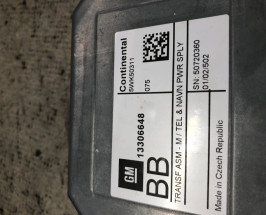 Continental
5WK50311
075
GM
13306648
BB
TRANSF ASM - M / TEL & NAVN PWR SPLY
SN: 50720360
01/02/502
Made in Czech Republic